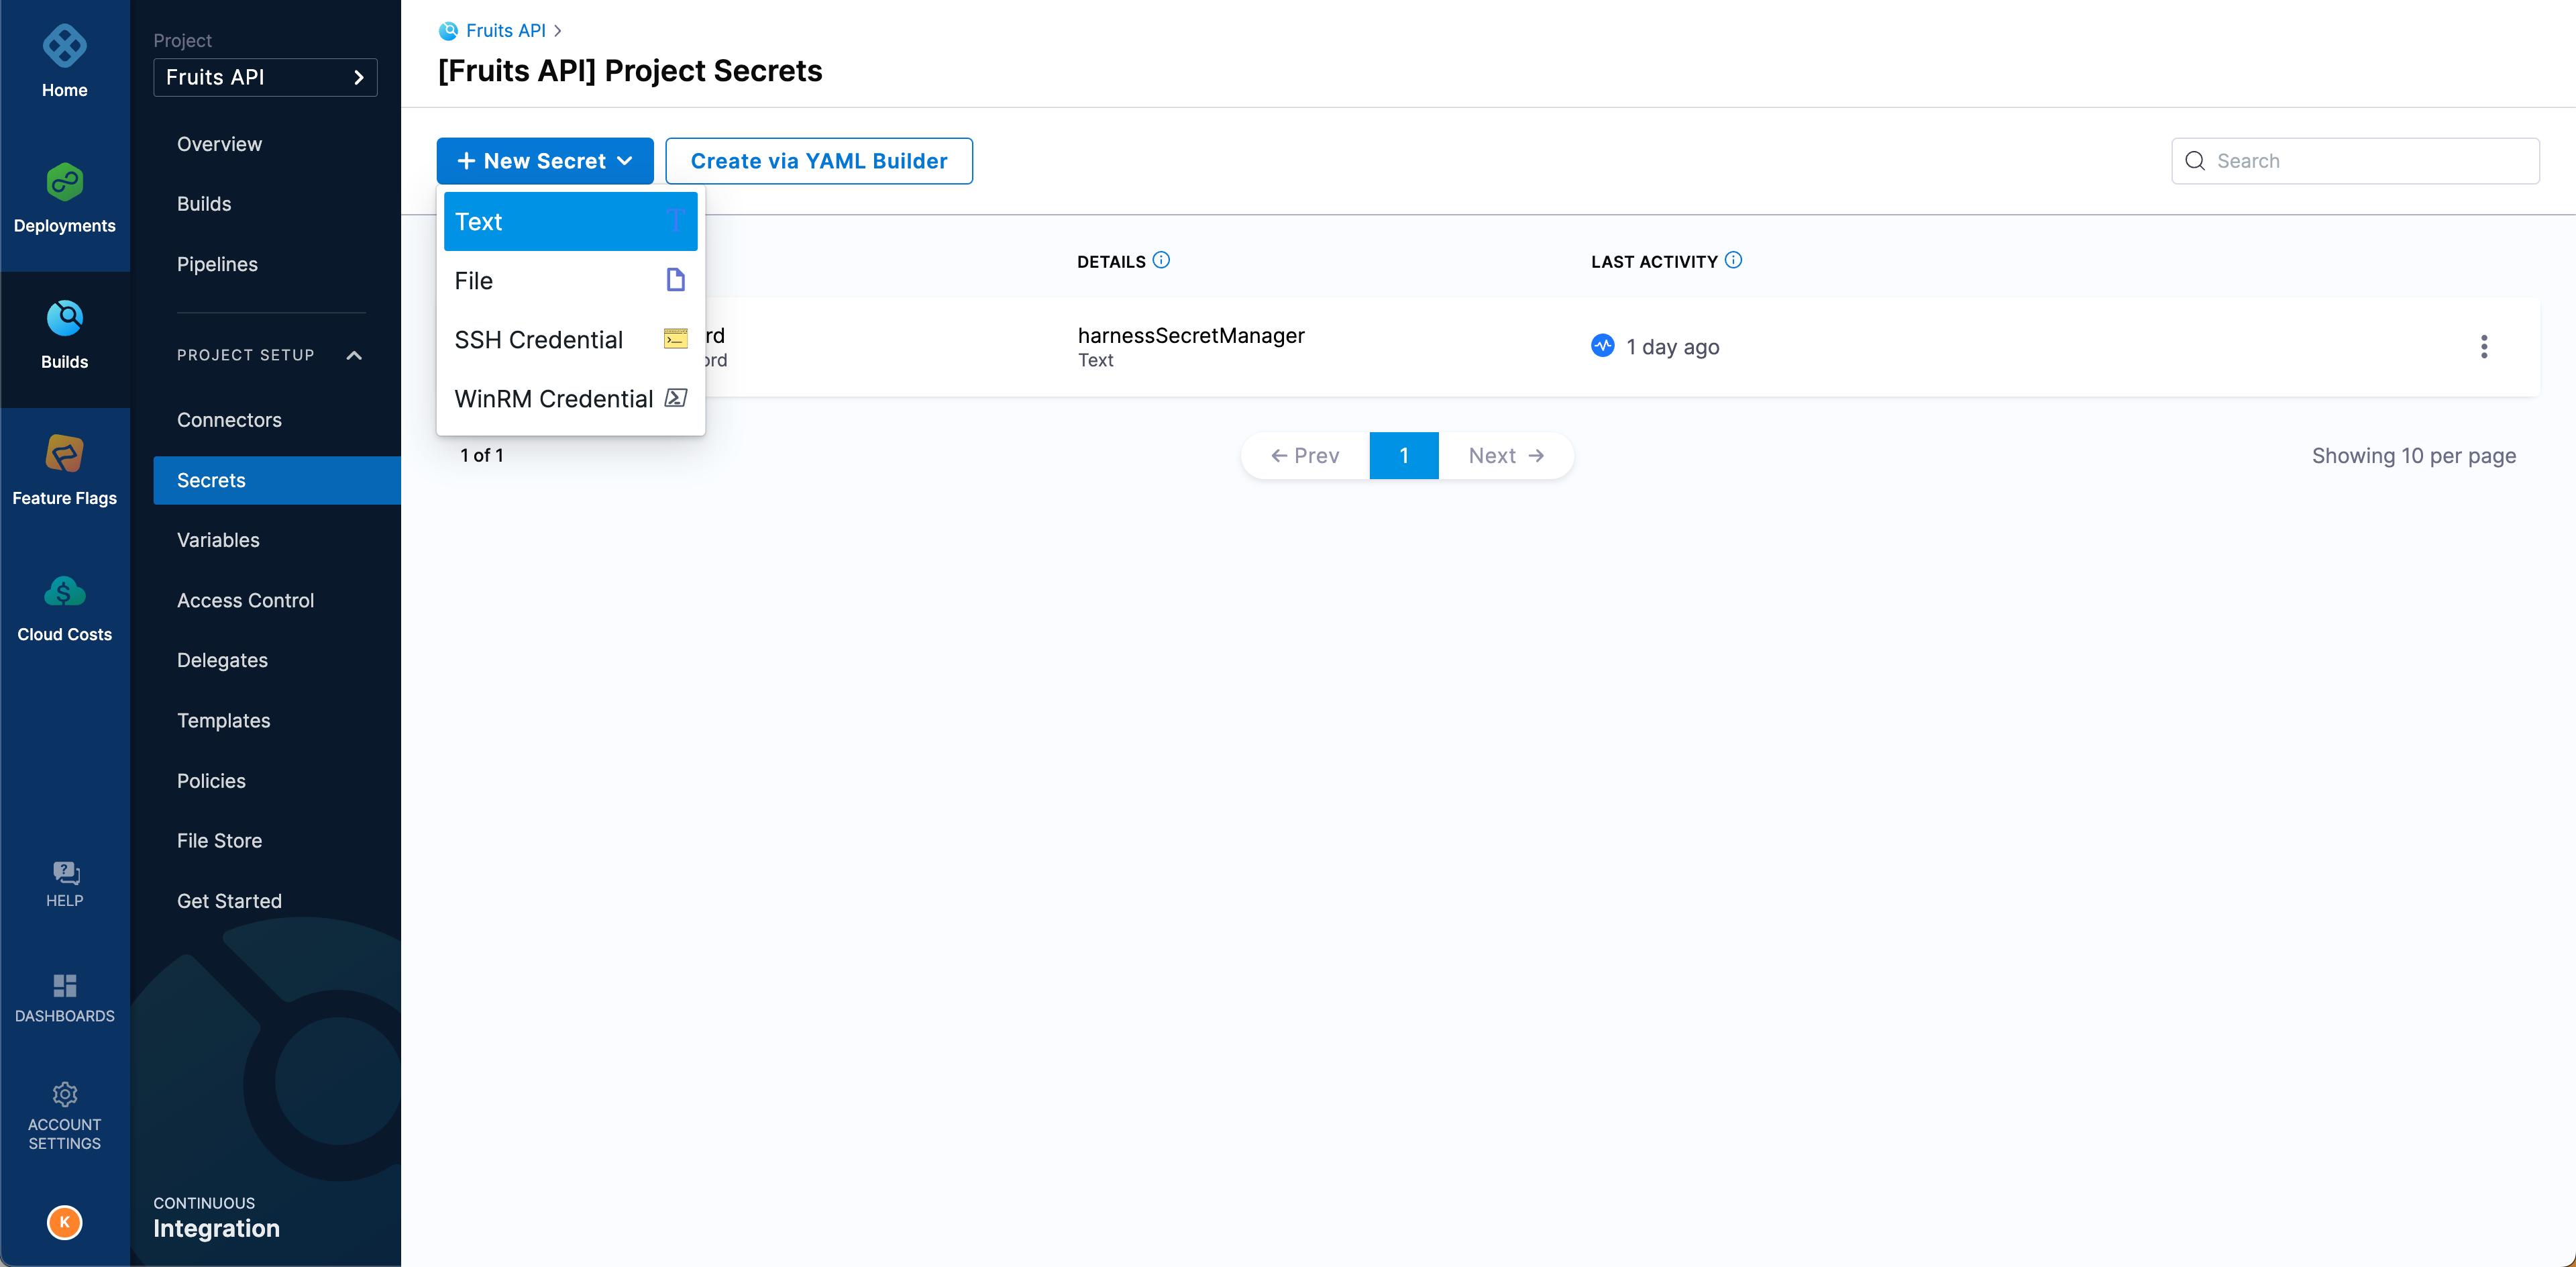 Home
Deployments
Builds
Feature Flags
Cloud Costs
HELP
DASHBOARDS
ACCOUNT
SETTINGS
K
Project
Fruits API
Overview
Builds
Pipelines
PROJECT SETUP
Connectors
Secrets
Variables
Access Control
Delegates
Templates
Policies
File Store
Get Started
CONTINUOUS
Integration
Fruits API
[Fruits API] Project Secrets
+ New Secret
Create via YAML Builder
Search
Text
File
SSH Credential
WinRM Credential
DETAILS
LAST ACTIVITY
harnessSecretManager
Text
1 day ago
1 of 1
← Prev
1
Next →
Showing 10 per page